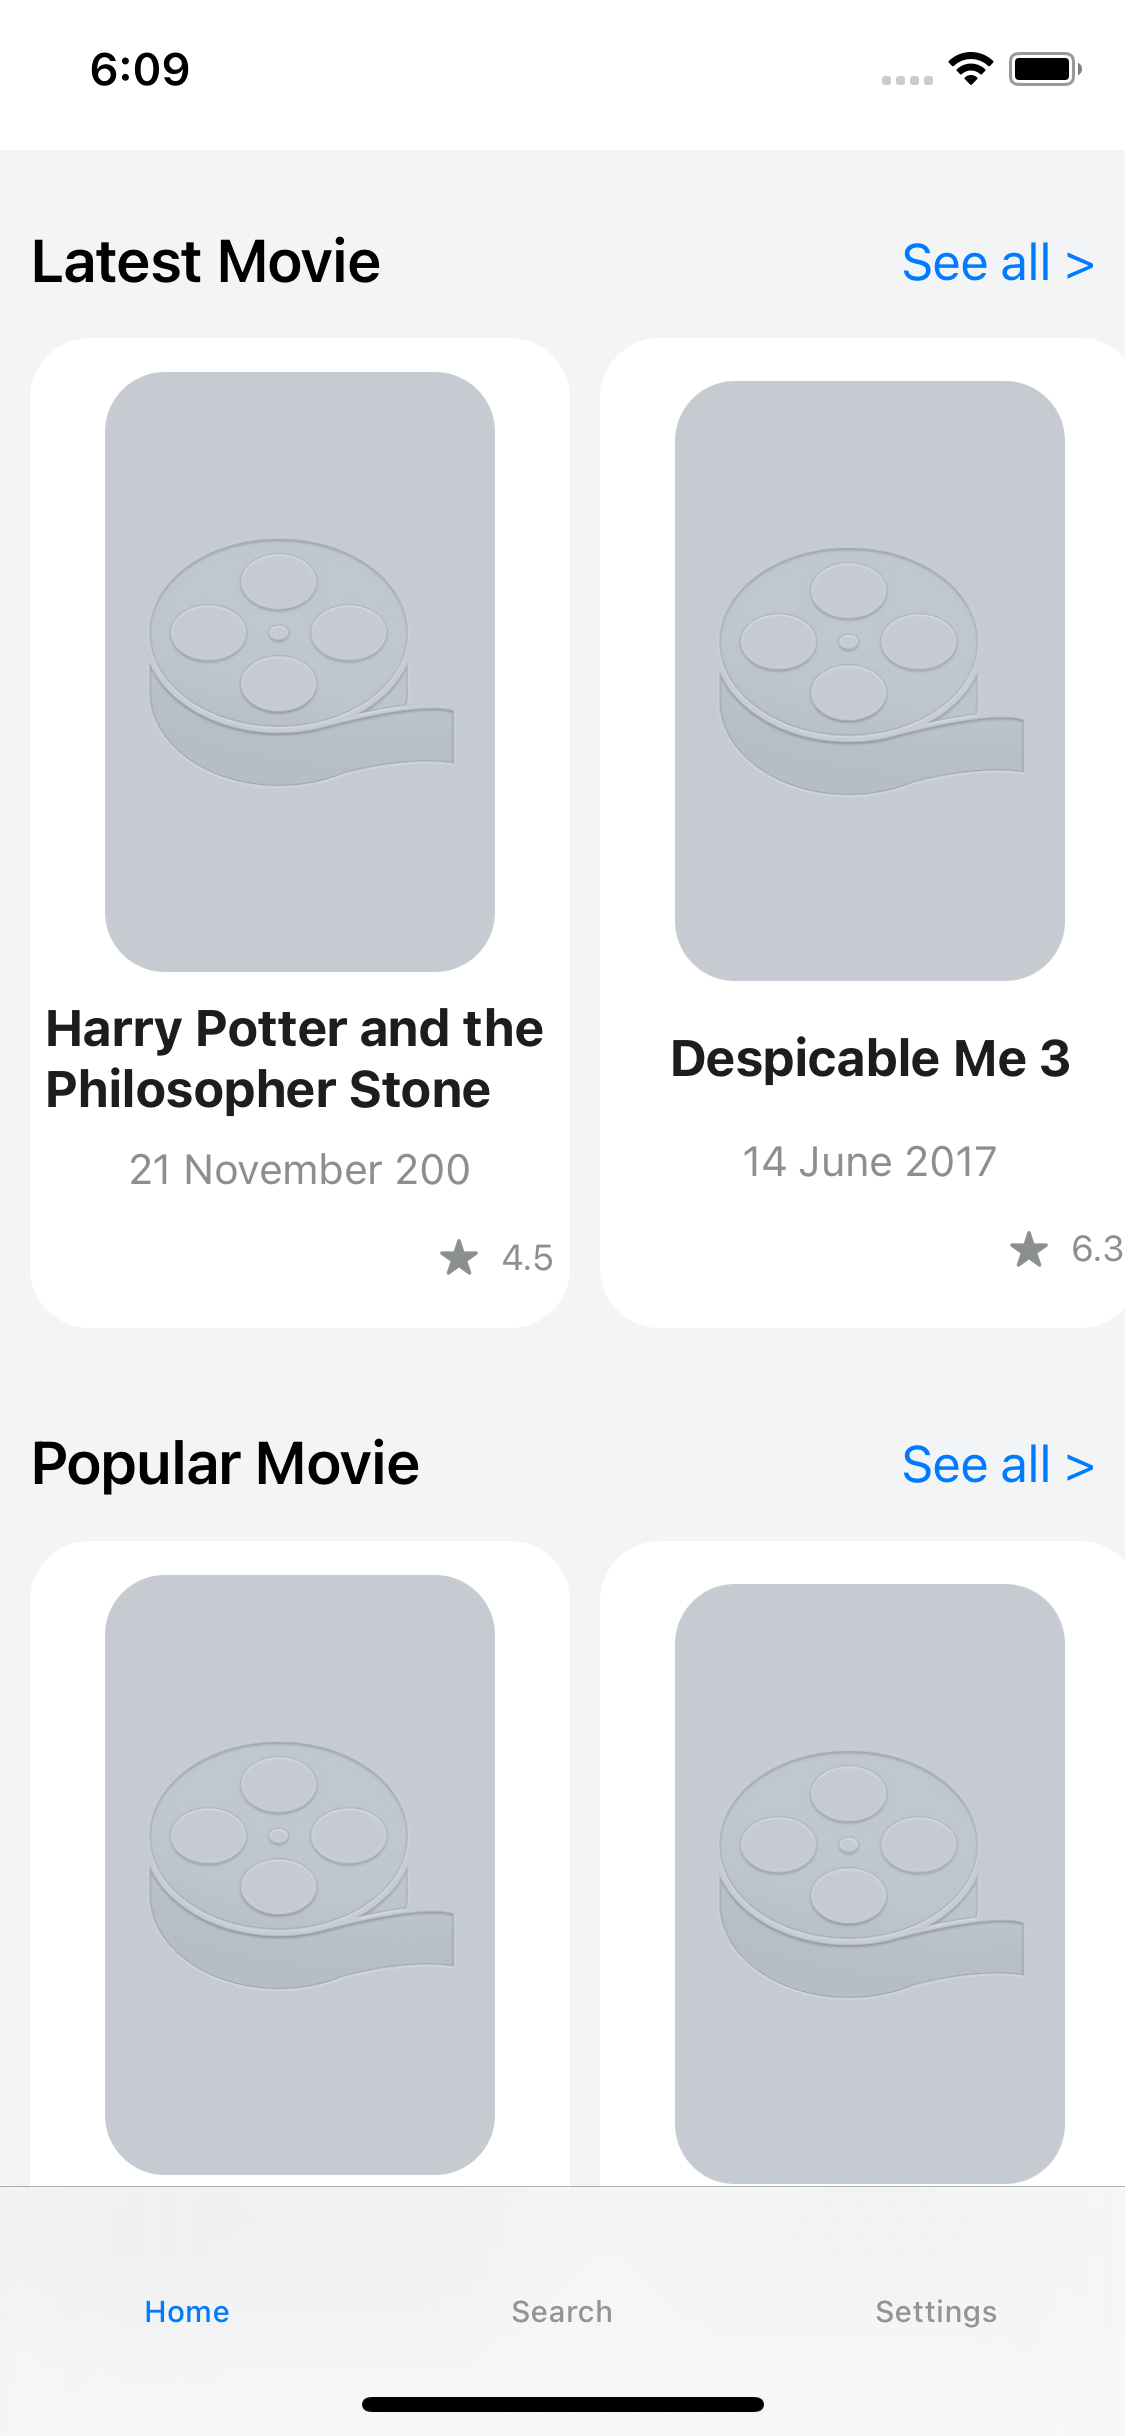 6:09
Latest Movie
See all >
Harry Potter and the
Philosopher Stone
21 November 200
4.5
Despicable Me 3
14 June 2017
6.3
Popular Movie
See all >
Home
Search
Settings